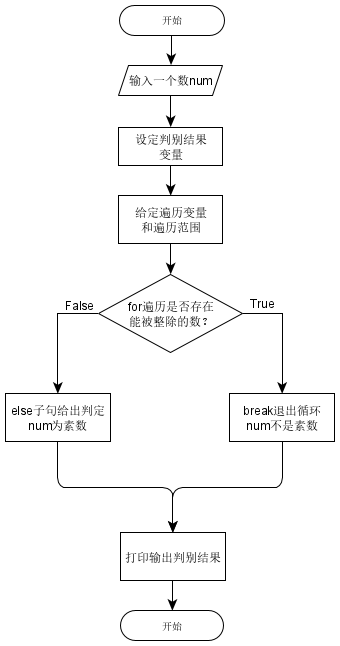 开始
输入一个数num
设定判别结果
变量
给定遍历变量
和遍历范围
for遍历是否存在
能被整除的数？
False
True
else子句给出判定
num为素数
break退出循环
num不是素数
打印输出判别结果
开始